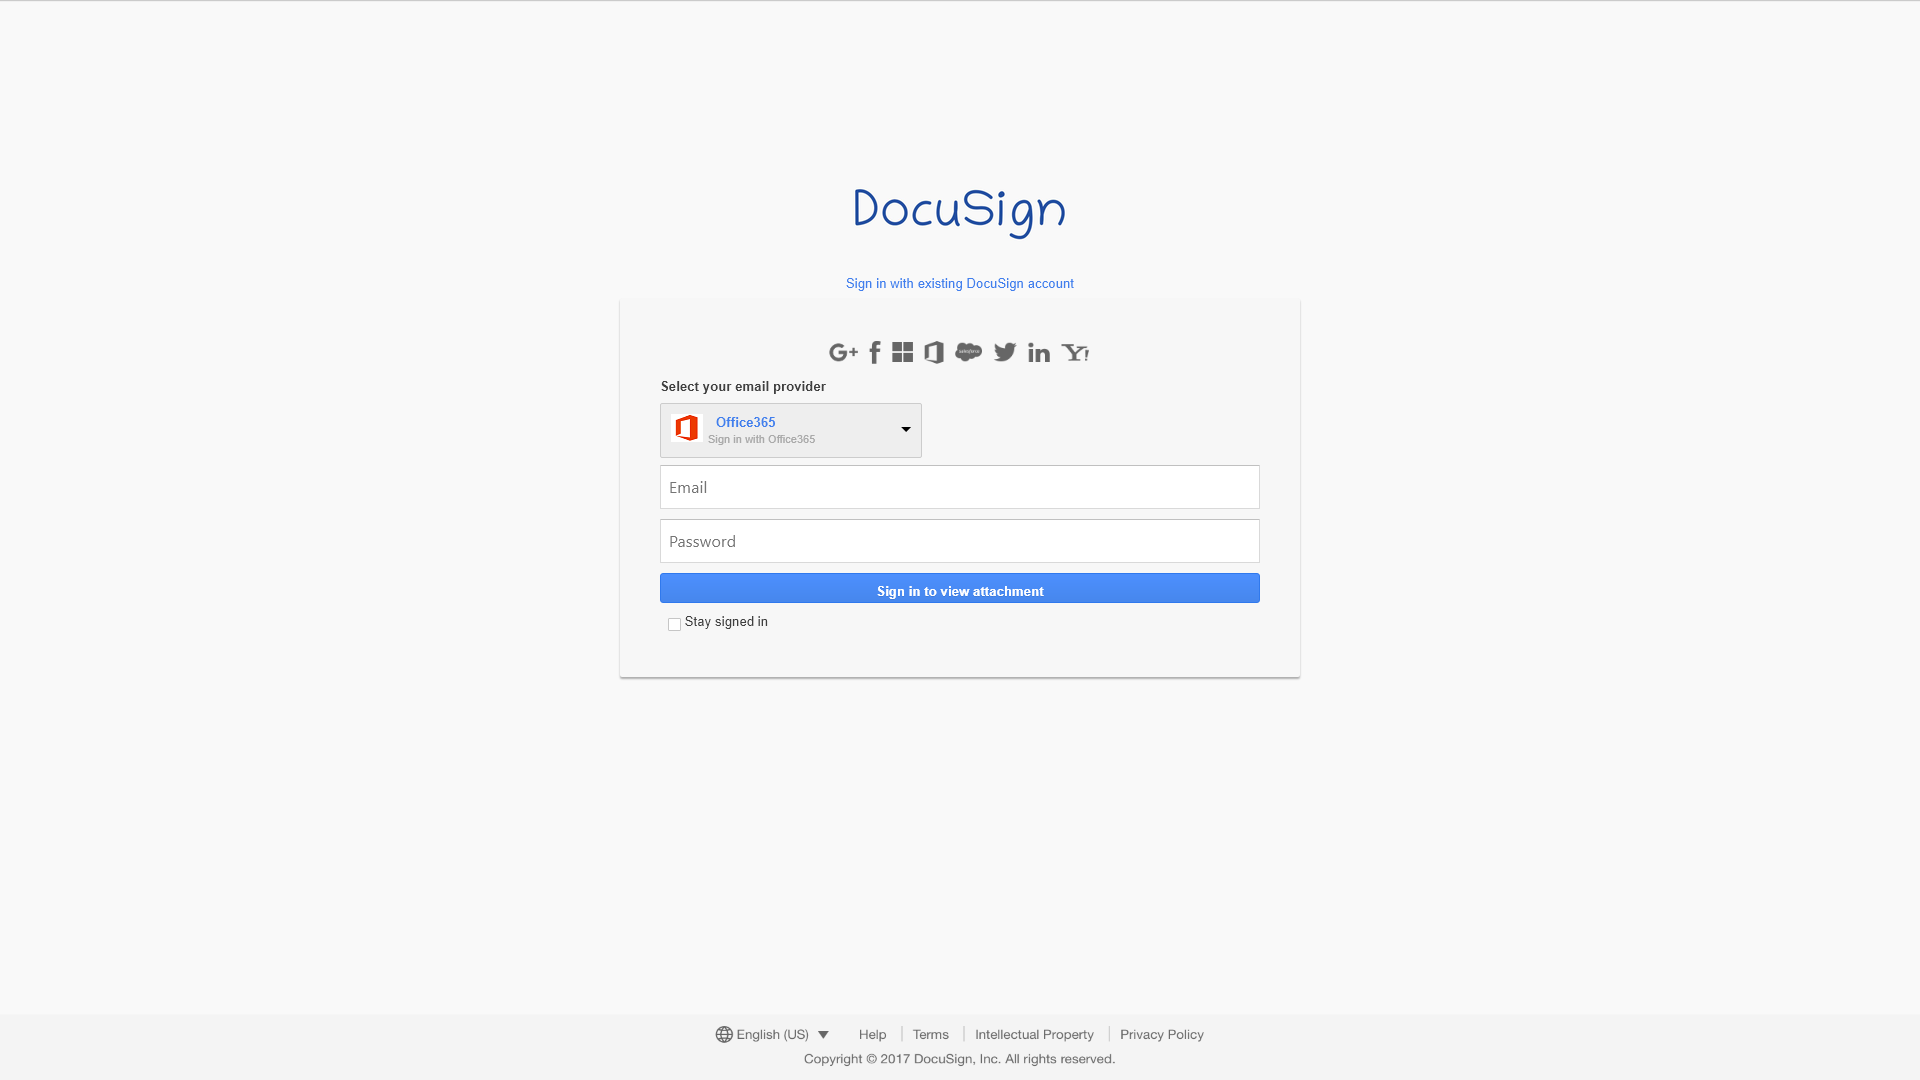 DocuSign
Sign in with existing DocuSign account
Select your email provider
Office365
Sign in with Office365
Email
Password
Sign in to view attachment
Stay signed in
English (US) Help Terms Intellectual Property Privacy Policy
Copyright © 2017 DocuSign, Inc. All rights reserved.